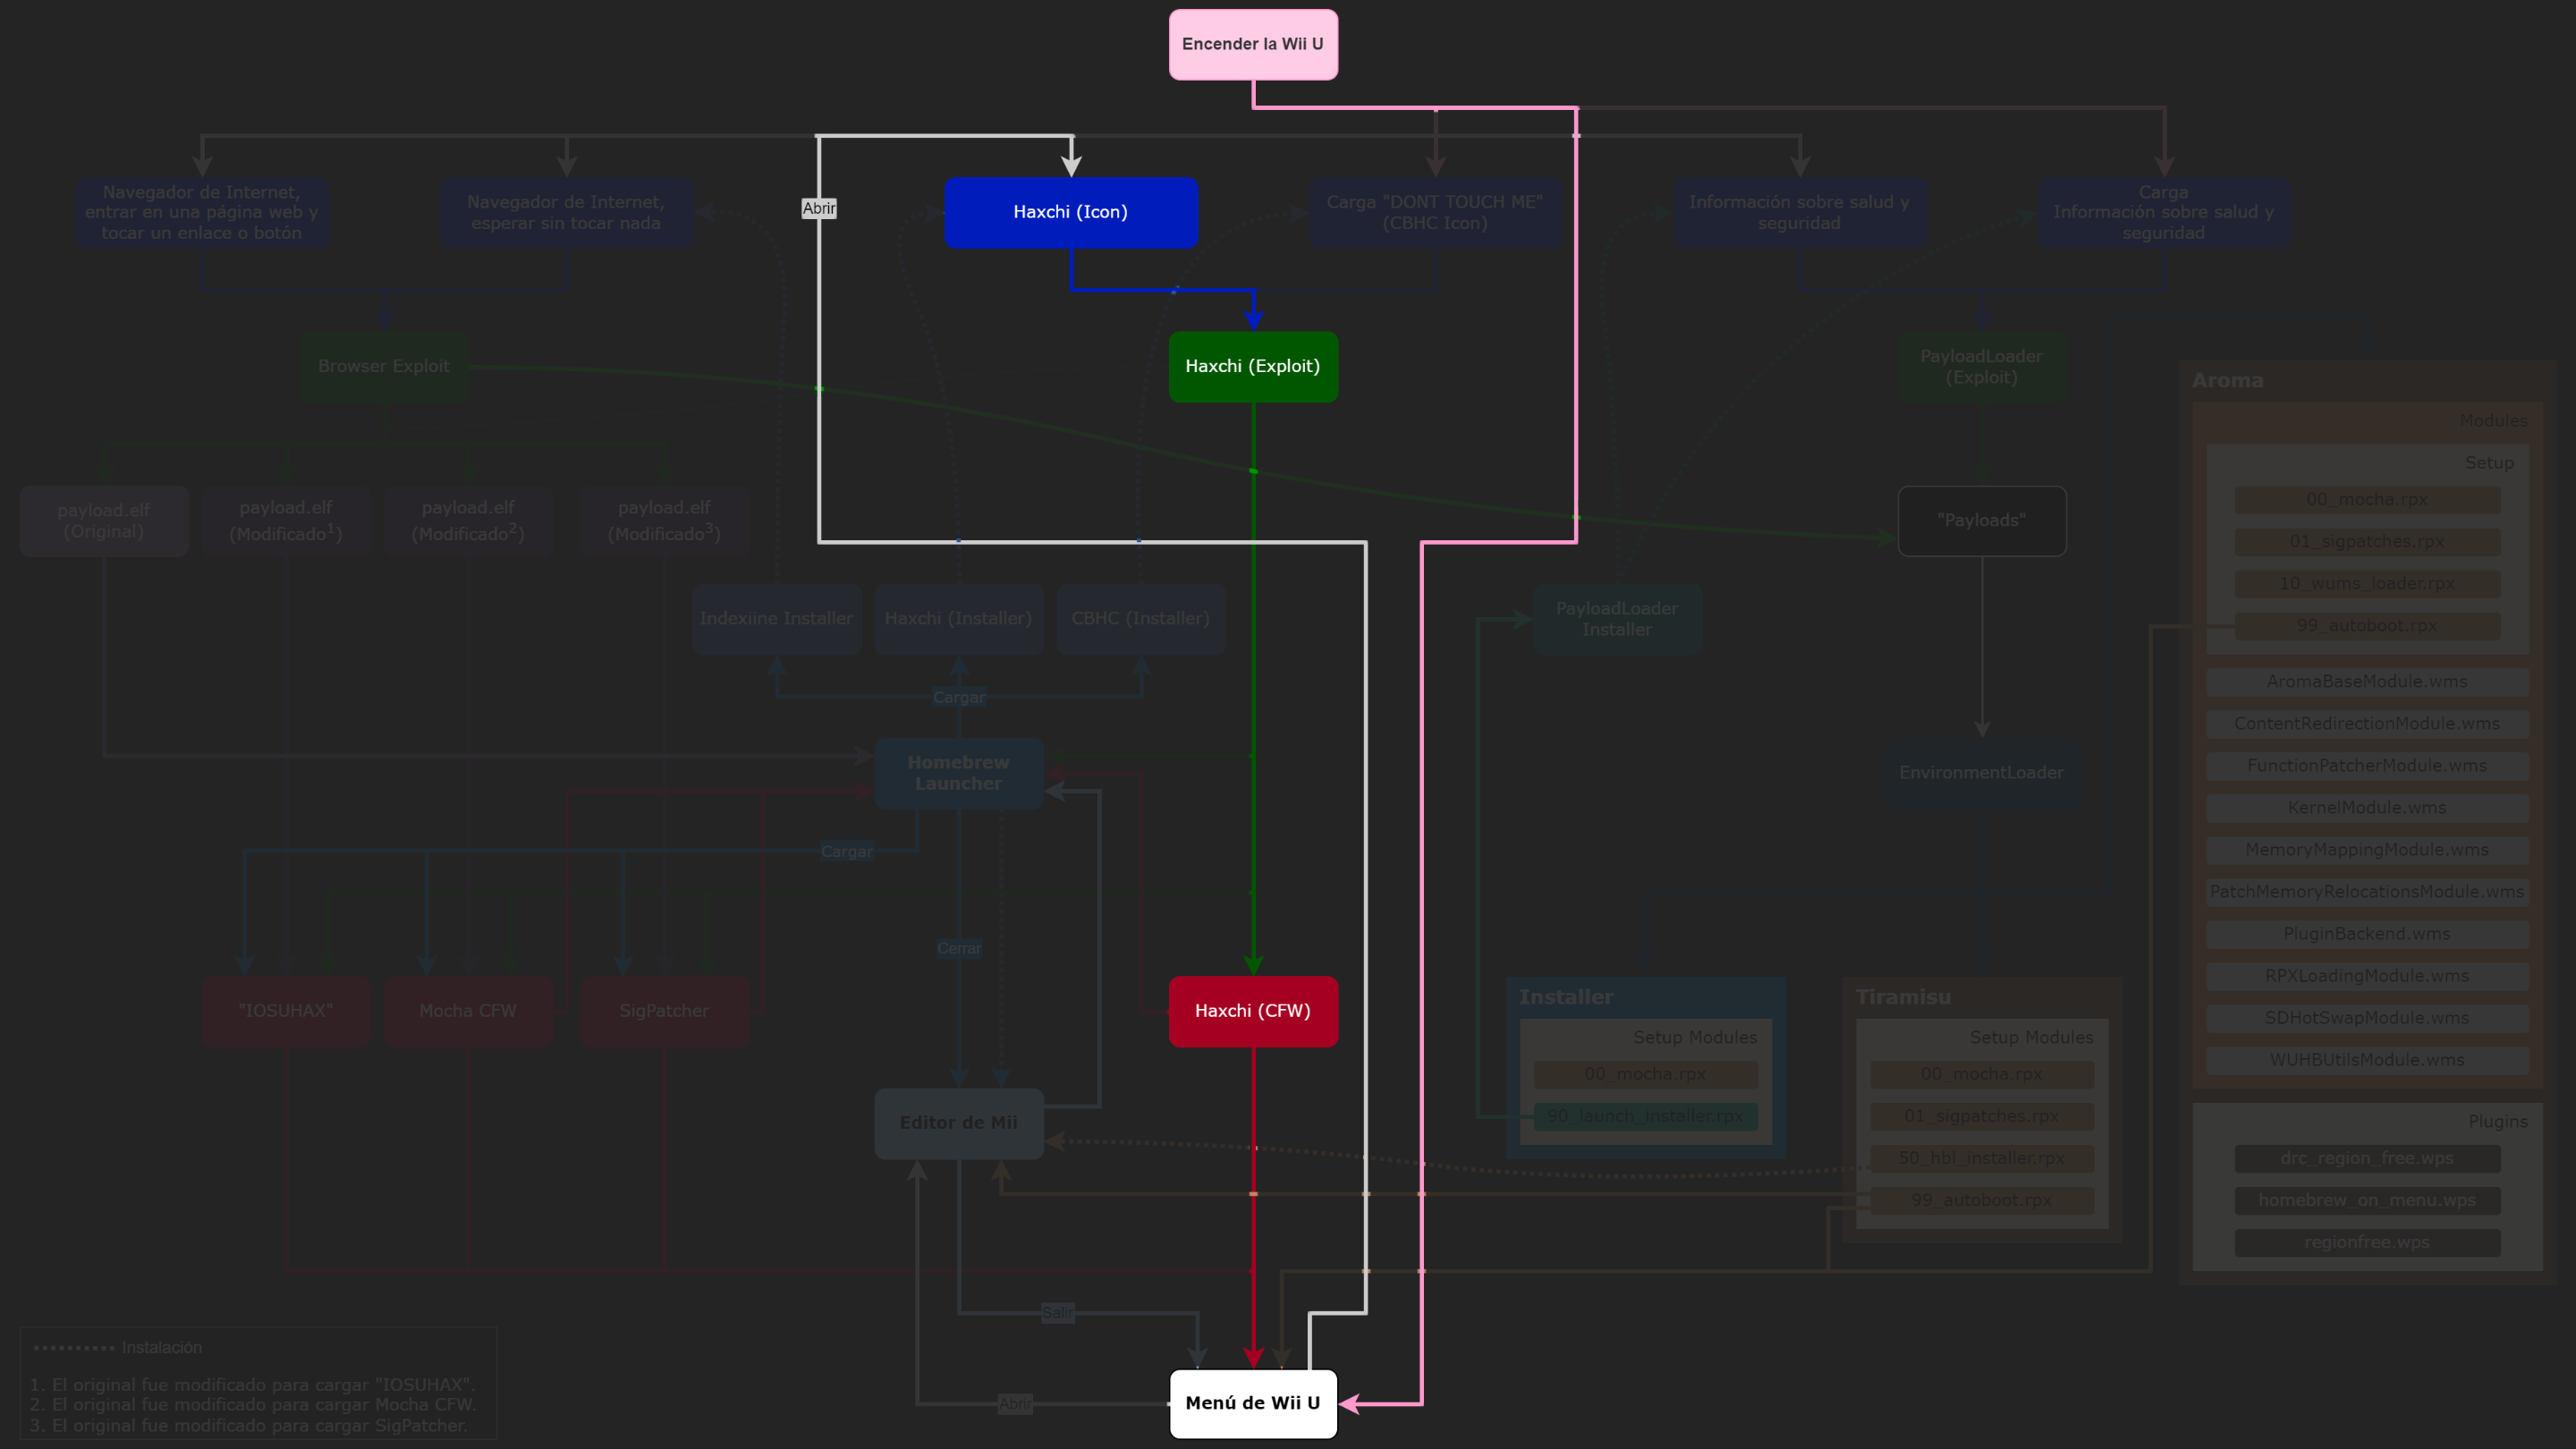 Encender la Wii U
Abrir
Navegador de Internet,
entrar en una página web y
tocar un enlace o botón
Navegador de Internet,
esperar sin tocar nada
Haxchi (Icon)
Carga "DONT TOUCH ME"
(CBHC Icon)
Información sobre salud y
seguridad
Carga
Información sobre salud y
seguridad
Browser Exploit
Haxchi (Exploit)
PayloadLoader
(Exploit)
Aroma
Modules
Setup
00_mocha.rpx
01_sigpatches.rpx
10_wums_loader.rpx
99_autoboot.rpx
AromaBaseModule.wms
ContentRedirectionModule.wms
FunctionPatcherModule.wms
KernelModule.wms
MemoryMappingModule.wms
PatchMemoryRelocationsModule.wms
PluginBackend.wms
RPXLoadingModule.wms
SDHotSwapModule.wms
WUHBUtilsModule.wms
Plugins
drc_region_free.wps
homebrew_on_menu.wps
regionfree.wps
payload.elf
(Original)
payload.elf
(Modificado1)
payload.elf
(Modificado2)
payload.elf
(Modificado3)
"Payloads"
Indexiine Installer
Haxchi (Installer)
CBHC (Installer)
PayloadLoader
Installer
Cargar
Homebrew
Launcher
EnvironmentLoader
Cargar
Cerrar
"IOSUHAX"
Mocha CFW
SigPatcher
Haxchi (CFW)
Installer
Setup Modules
00_mocha.rpx
90_launch_installer.rpx
Tiramisu
Setup Modules
00_mocha.rpx
01_sigpatches.rpx
50_hbl_installer.rpx
99_autoboot.rpx
Editor de Mii
Salir
Abrir
Menú de Wii U
Instalación
1. El original fue modificado para cargar "IOSUHAX".
2. El original fue modificado para cargar Mocha CFW.
3. El original fue modificado para cargar SigPatcher.